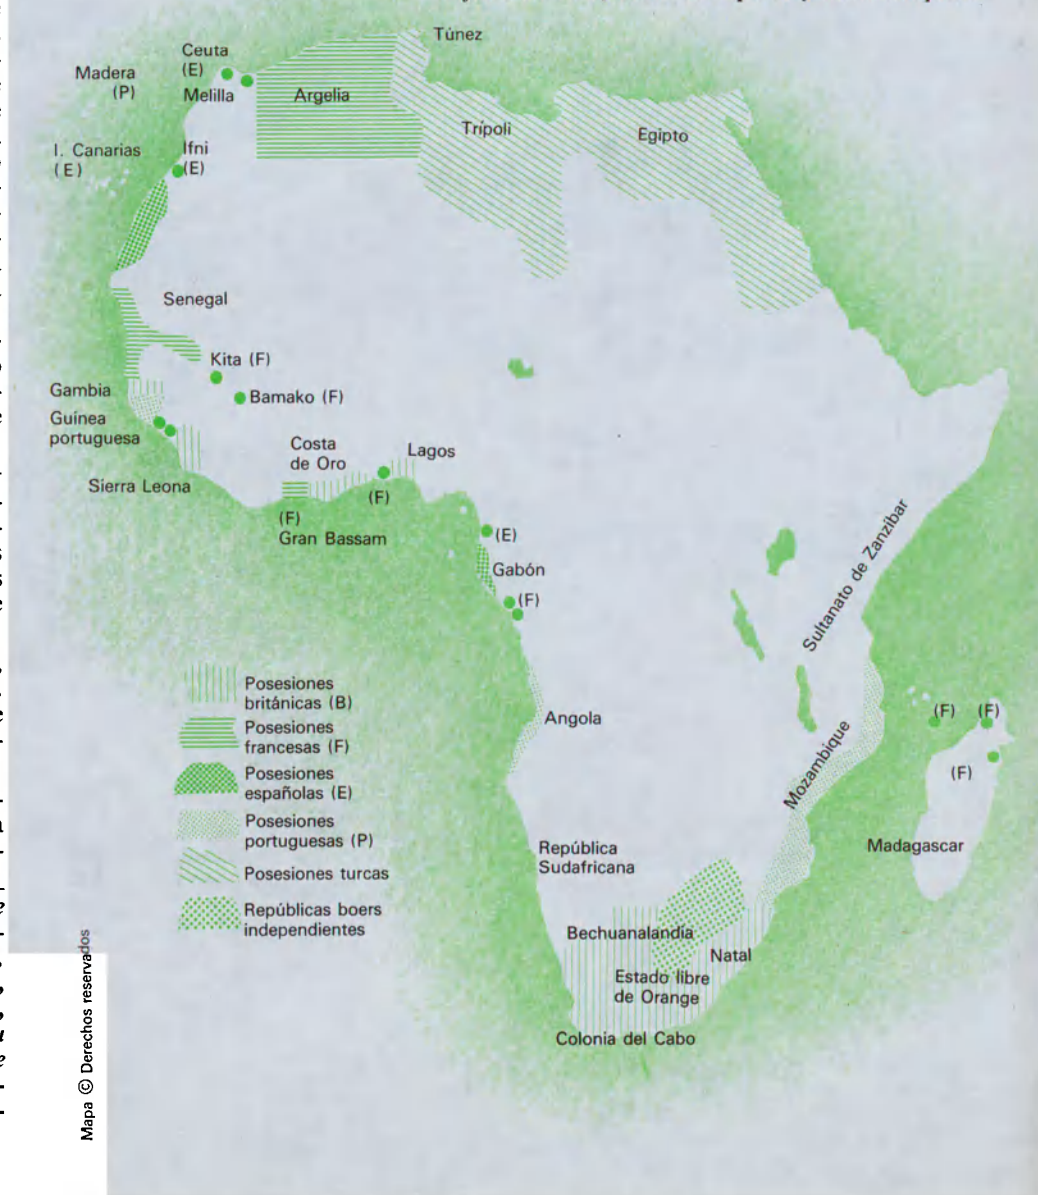 Túnez
Ceuta
(E)
Madera
(P)
Melilla
Argelia
Trípoli
Egipto
I. Canarias
(E)
Ifni
(E)
Senegal
Kita (F)
Bamako (F)
Gambia
Guinea
portuguesa
Costa
de Oro
Lagos
Sierra Leona
(F)
(F)
Gran Bassam
(E)
Gabón
(F)
Sultanato de Zanzíbar
Posesiones
británicas (B)
Posesiones
francesas (F)
Posesiones
españolas (E)
Posesiones
portuguesas (P)
Posesiones turcas
Repúblicas boers
independientes
Angola
Mozambique
(F)
(F)
(F)
Madagascar
República
Sudafricana
Bechuanalandia
Natal
Estado libre
de Orange
Colonia del Cabo
Mapa © Derechos reservados